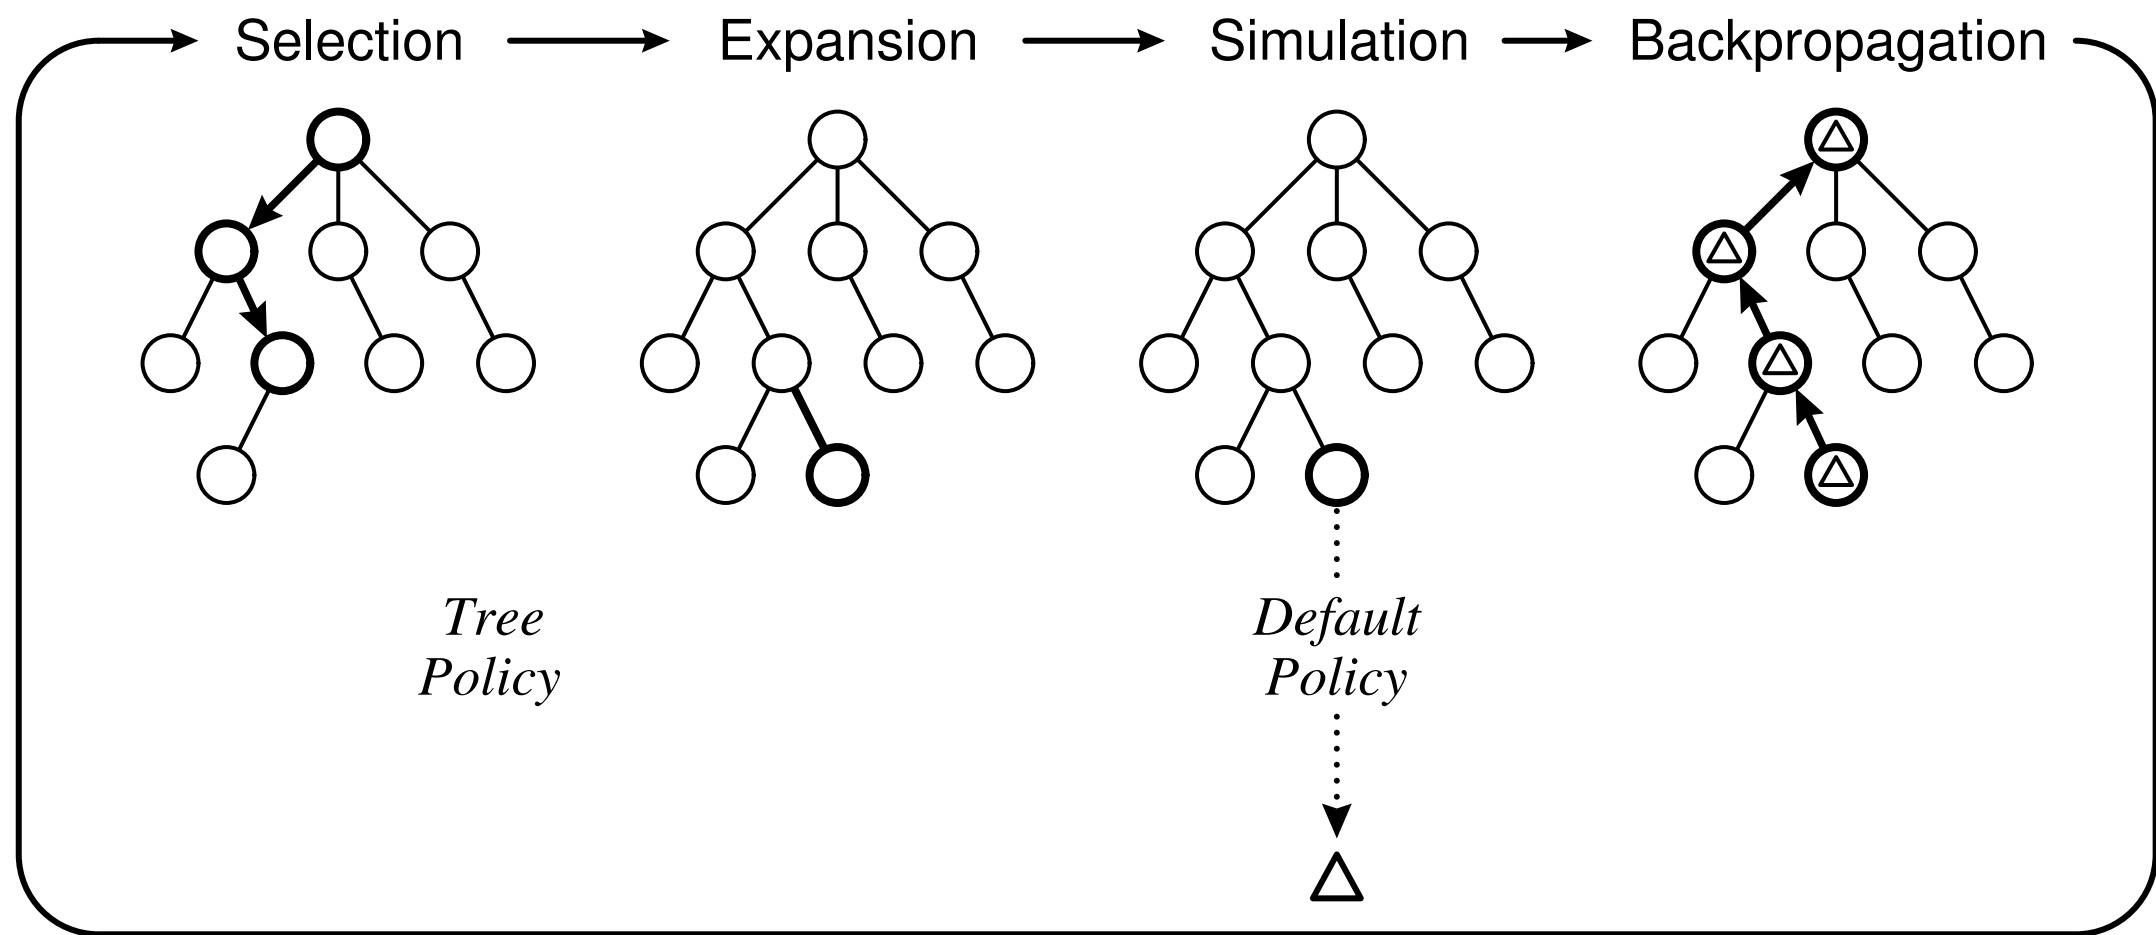 Selection Expansion Simulation Backpropagation
Tree
Policy
Default
Policy